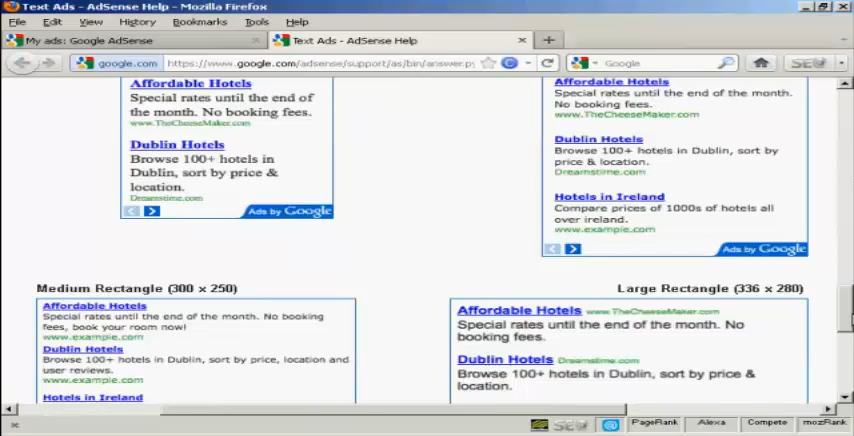 Text Ads - AdSense Help - Mozilla Firefox
File Edit View History Bookmarks Tools Help
My ads: Google AdSense
Text Ads - AdSense Help
google.com https://www.google.com/adsense/support/as/bin/answer.py
Google
SEO
Affordable Hotels
Special rates until the end of
the month. No booking fees.
www.TheCheeseMaker.com
Dublin Hotels
Browse 100+ hotels in
Dublin, sort by price &
location.
Dreamstime.com
Ads by Google
Affordable Hotels
Special rates until the end of the month.
No booking fees.
www.TheCheeseMaker.com
Dublin Hotels
Browse 100+ hotels in Dublin, sort by
price & location.
Dreamstime.com
Hotels in Ireland
Compare prices of 1000s of hotels all
over ireland.
www.example.com
Ads by Google
Medium Rectangle (300 x 250)
Affordable Hotels
Special rates until the end of the month. No booking
fees, book your room now!
www.example.com
Dublin Hotels
Browse 100+ hotels in Dublin, sort by price, location and
user reviews.
www.example.com
Hotels in Ireland
Large Rectangle (336 x 280)
Affordable Hotels www.TheCheeseMaker.com
Special rates until the end of the month. No
booking fees.
Dublin Hotels Dreamstime.com
Browse 100+ hotels in Dublin, sort by price &
location.
SEO PageRank Alexa Compete mozRank